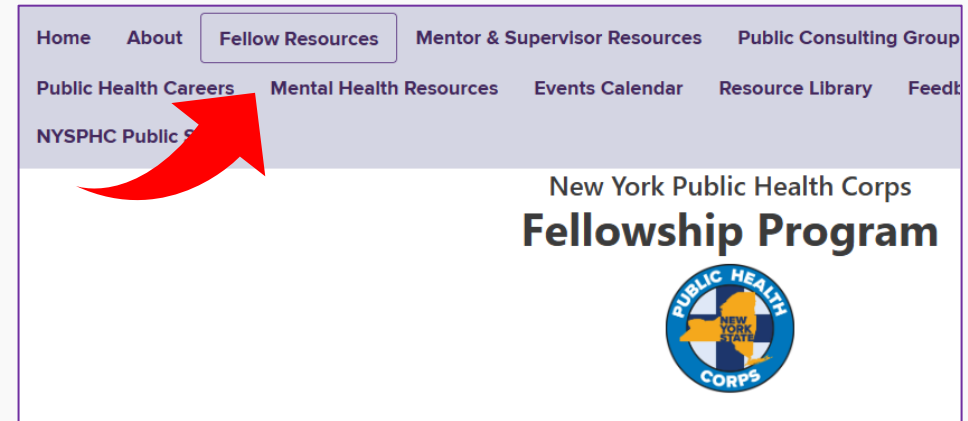 Home About Fellow Resources Mentor & Supervisor Resources Public Consulting Group
Public Health Careers Mental Health Resources Events Calendar Resource Library
NYSPHC Public
New York Public Health Corps
Fellowship Program
PUBLIC HEALTH
NEW
YORK
STATE
CORPS